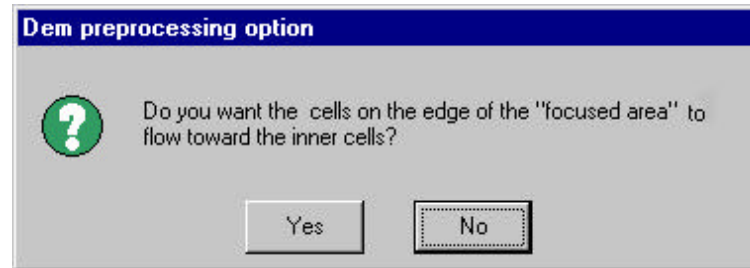 Dem preprocessing option
Do you want the cells on the edge of the "focused area" to
flow toward the inner cells?
Yes No